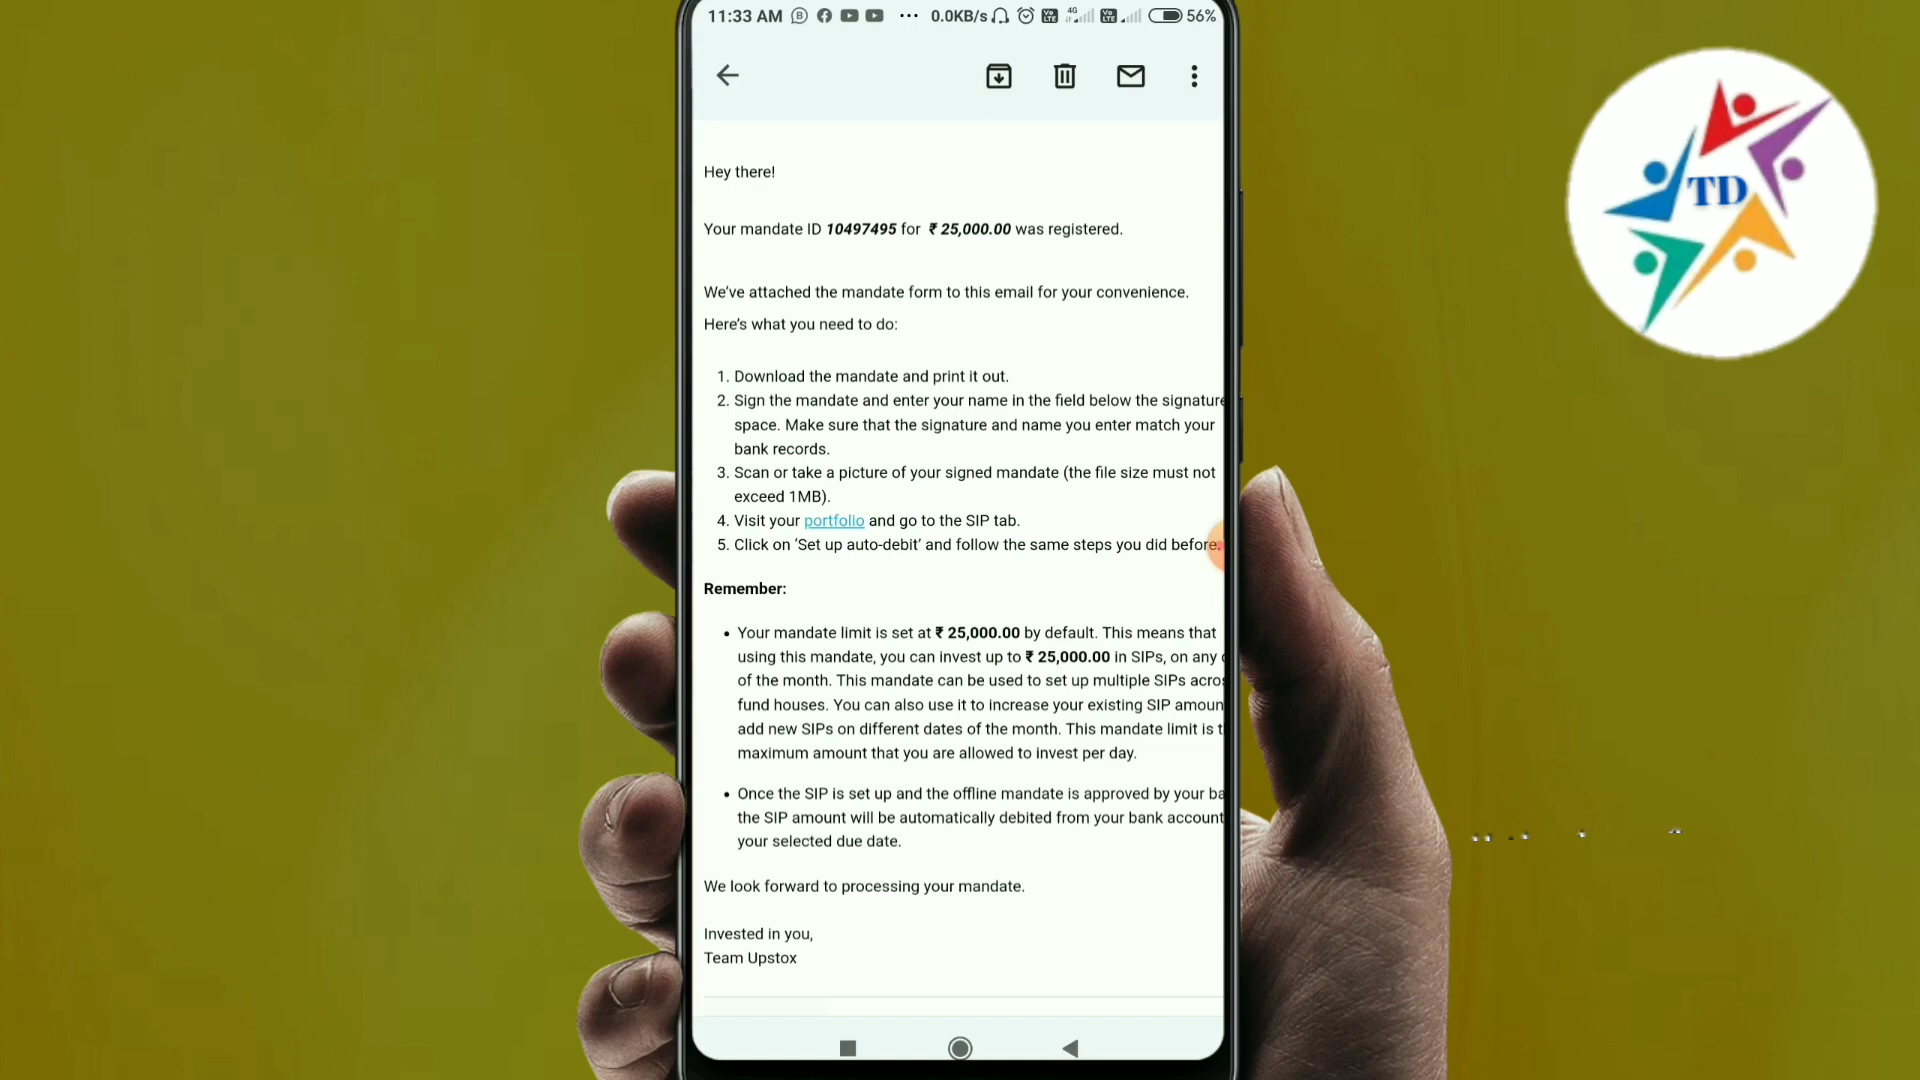 11:33 AM 0.0KB/s 4G 56%
TD
Hey there!
Your mandate ID 10497495 for ₹ 25,000.00 was registered.
We've attached the mandate form to this email for your convenience.
Here's what you need to do:
1. Download the mandate and print it out.
2. Sign the mandate and enter your name in the field below the signature
space. Make sure that the signature and name you enter match your
bank records.
3. Scan or take a picture of your signed mandate (the file size must not
exceed 1MB).
4. Visit your portfolio and go to the SIP tab.
5. Click on 'Set up auto-debit' and follow the same steps you did before.
Remember:
• Your mandate limit is set at ₹ 25,000.00 by default. This means that
using this mandate, you can invest up to ₹ 25,000.00 in SIPs, on any
of the month. This mandate can be used to set up multiple SIPs acros
fund houses. You can also use it to increase your existing SIP amoun
add new SIPs on different dates of the month. This mandate limit is t
maximum amount that you are allowed to invest per day.
• Once the SIP is set up and the offline mandate is approved by your ba
the SIP amount will be automatically debited from your bank account
your selected due date.
We look forward to processing your mandate.
Invested in you,
Team Upstox